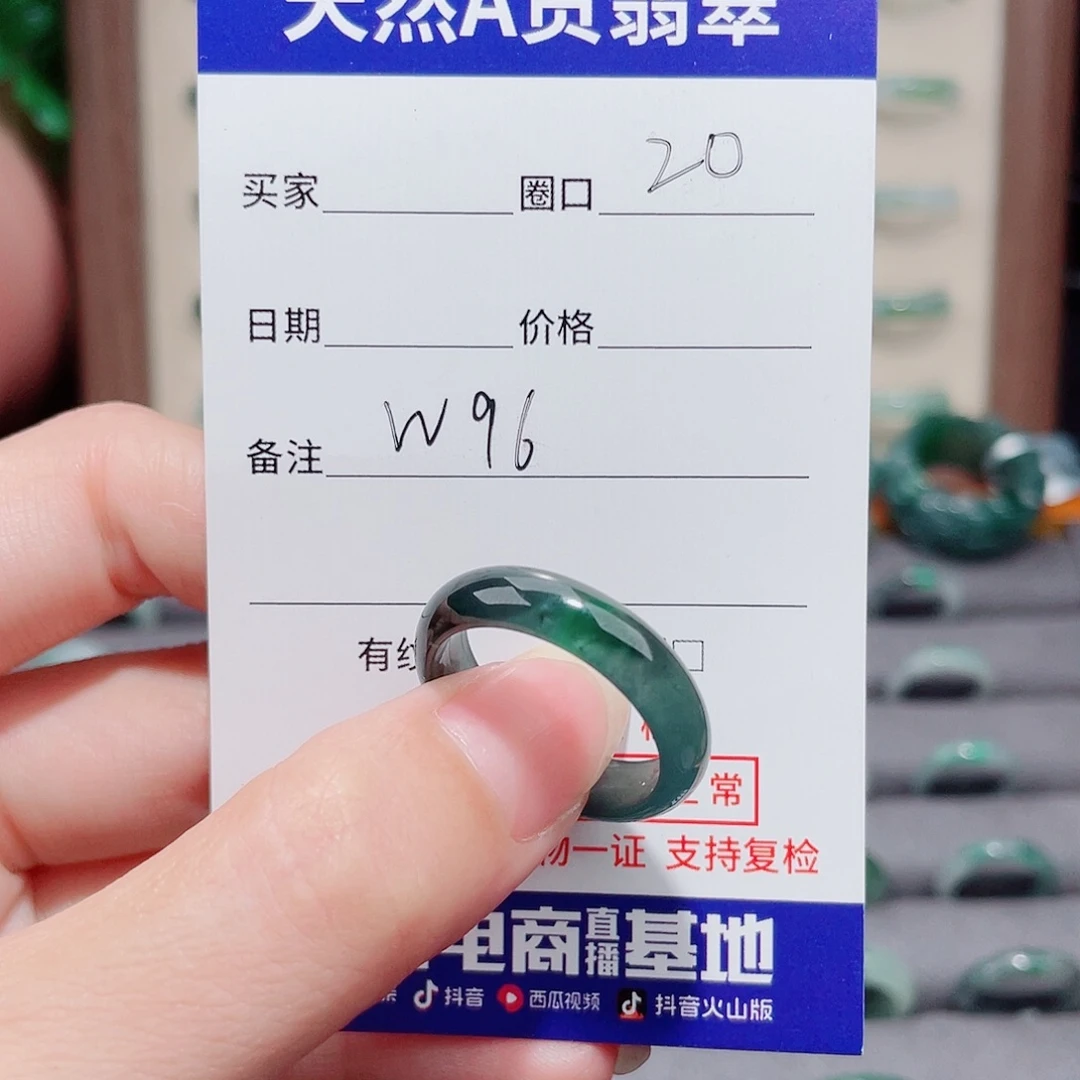 天然A货翡翠
买家 圈口 20
日期 价格
备注 W96
有
常
一证 支持复检
电商直播基地
抖音 西瓜视频 抖音火山版